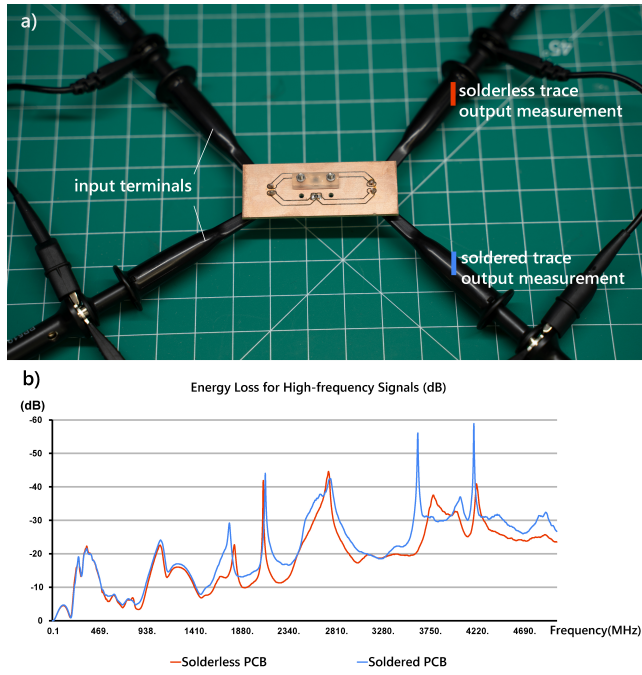 a)
45°
solderless trace
output measurement
input terminals
soldered trace
output measurement
b)
Energy Loss for High-frequency Signals (dB)
(dB)
-60
-50
-40
-30
-20
-10
0
0.1 469. 938. 1410. 1880. 2340. 2810. 3280. 3750. 4220. 4690. Frequency(MHz)
Solderless PCB Soldered PCB